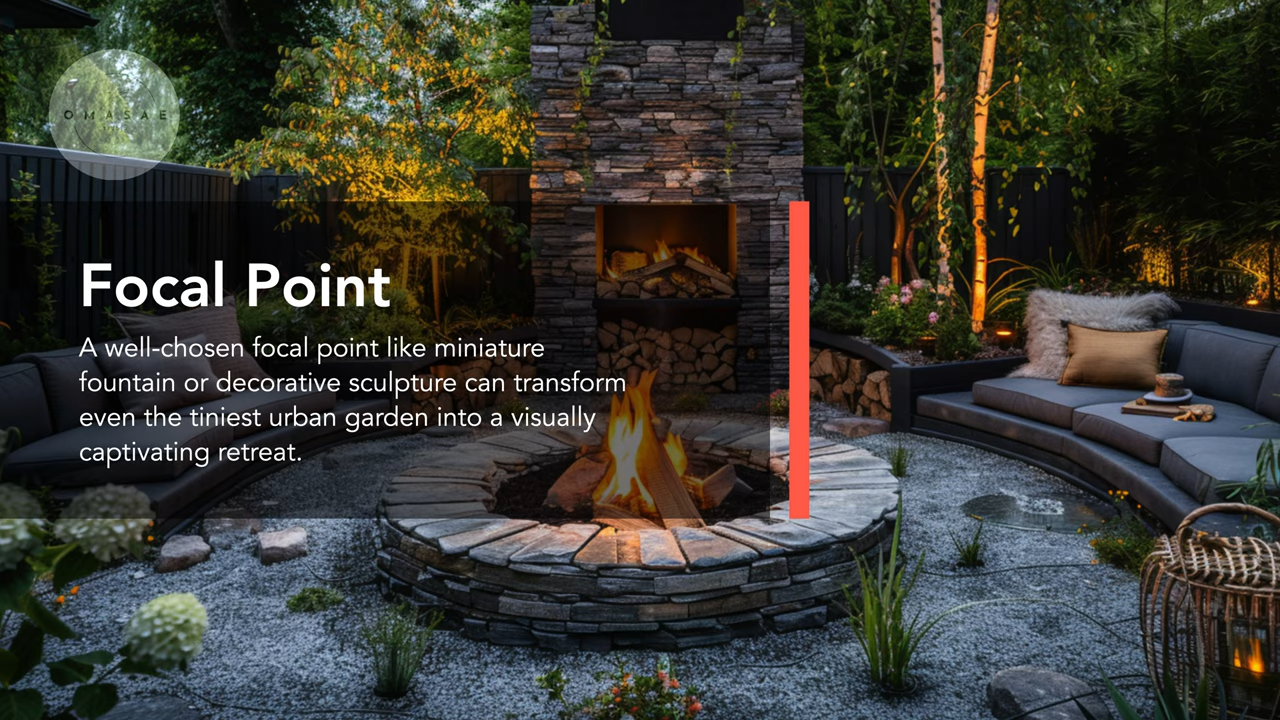 OMASAE
Focal Point
A well-chosen focal point like miniature
fountain or decorative sculpture can transform
even the tiniest urban garden into a visually
captivating retreat.